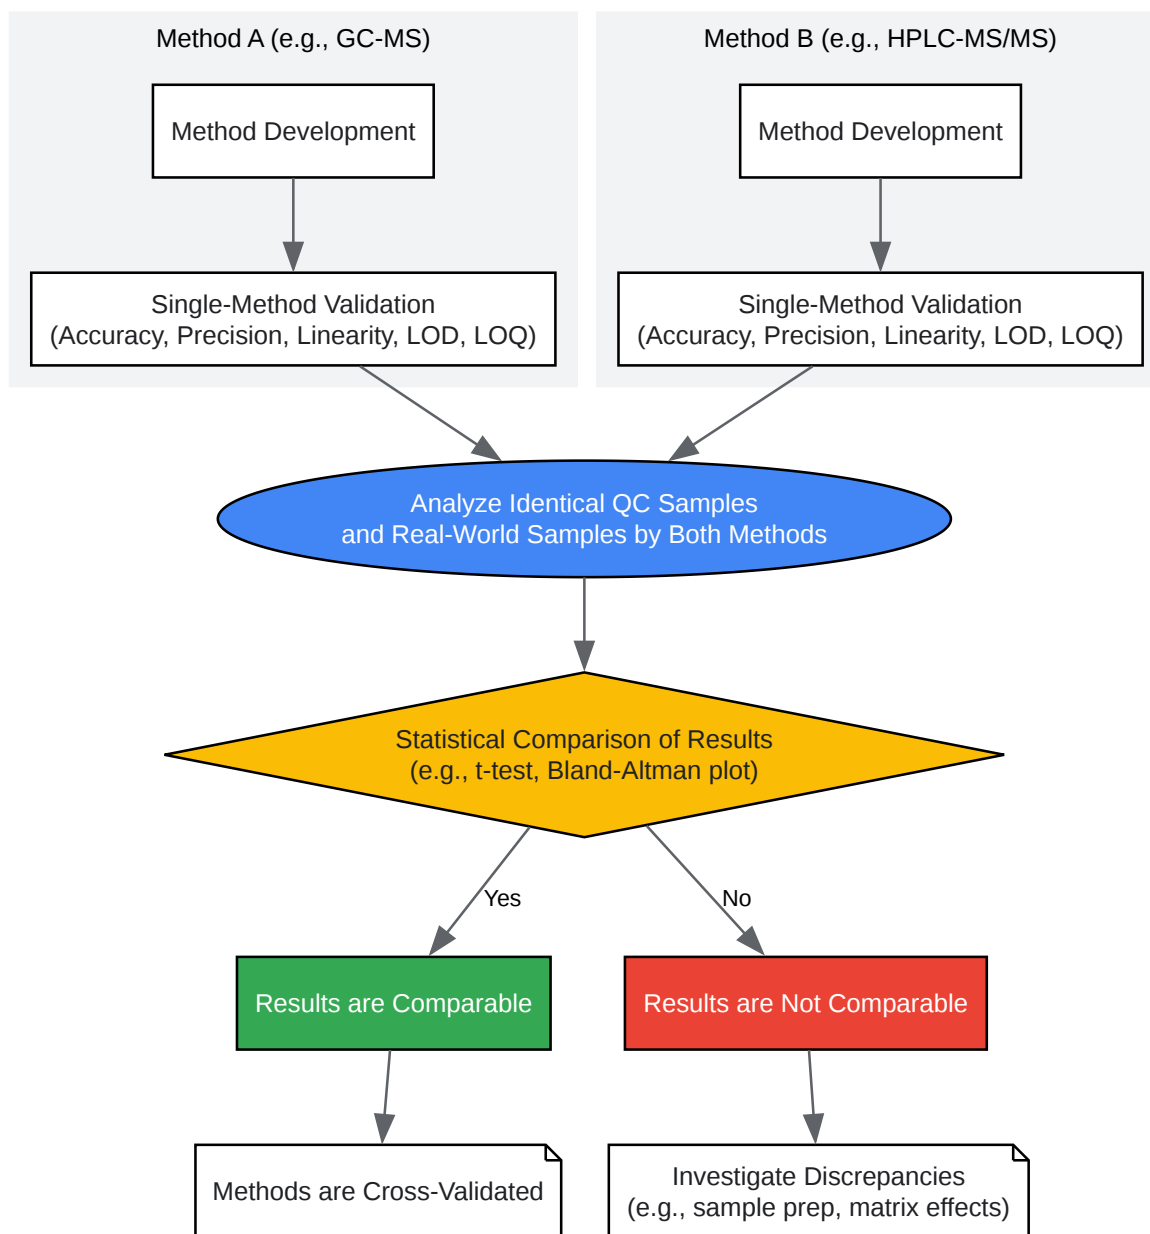 Method A (e.g., GC-MS)
Method B (e.g., HPLC-MS/MS)
Method Development
Method Development
Single-Method Validation
(Accuracy, Precision, Linearity, LOD, LOQ)
Single-Method Validation
(Accuracy, Precision, Linearity, LOD, LOQ)
Analyze Identical QC Samples
and Real-World Samples by Both Methods
Statistical Comparison of Results
(e.g., t-test, Bland-Altman plot)
Yes
No
Results are Comparable
Results are Not Comparable
Methods are Cross-Validated
Investigate Discrepancies
(e.g., sample prep, matrix effects)